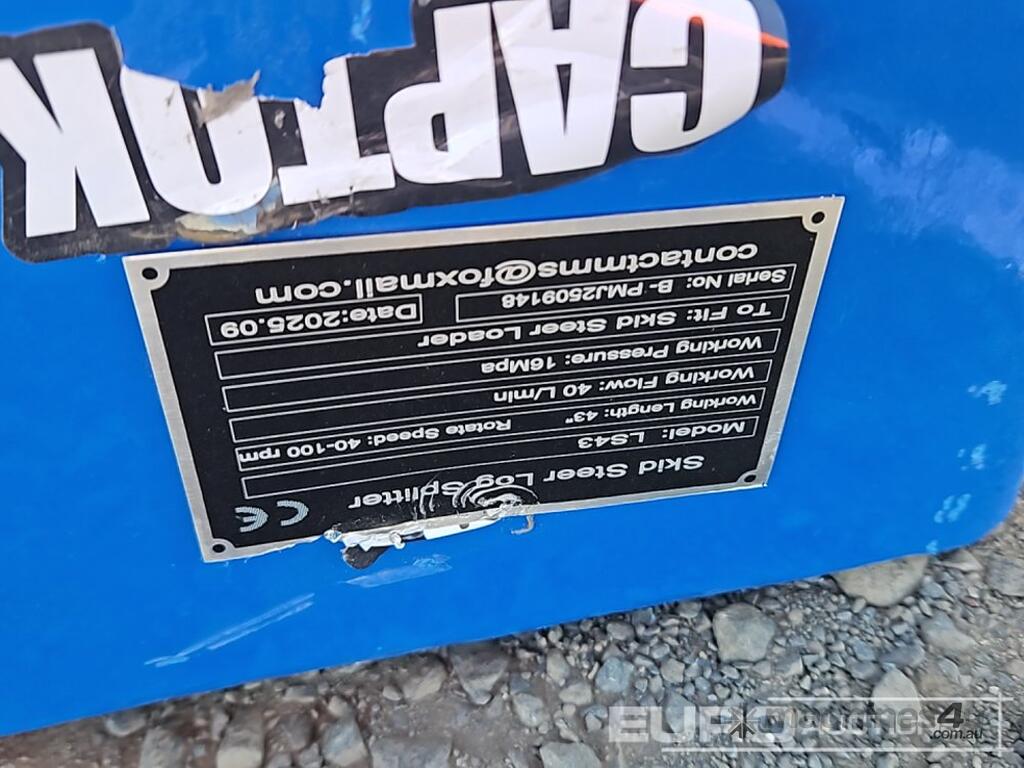 CAPTOK
Skid Steer Log Splitter
CE
Model: LS43
Working Length: 43" Rotate Speed: 40-100 rpm
Working Flow: 40 L/min
Working Pressure: 16Mpa
To Fit: Skid Steer Loader
Serial No: B- PMJ2509148 Date:2025.09
contactmms@foxmail.com
EURO
4
.com.au